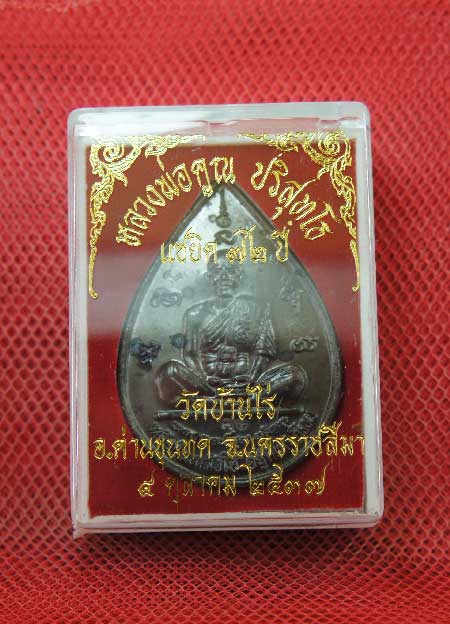 หลวงพ่อคูณ ปริสุทฺโธ
แซยิด ๗๒ ปี
วัดบ้านไร่
อ.ด่านขุนทด จ.นครราชสีมา
๔ ตุลาคม ๒๕๓๗